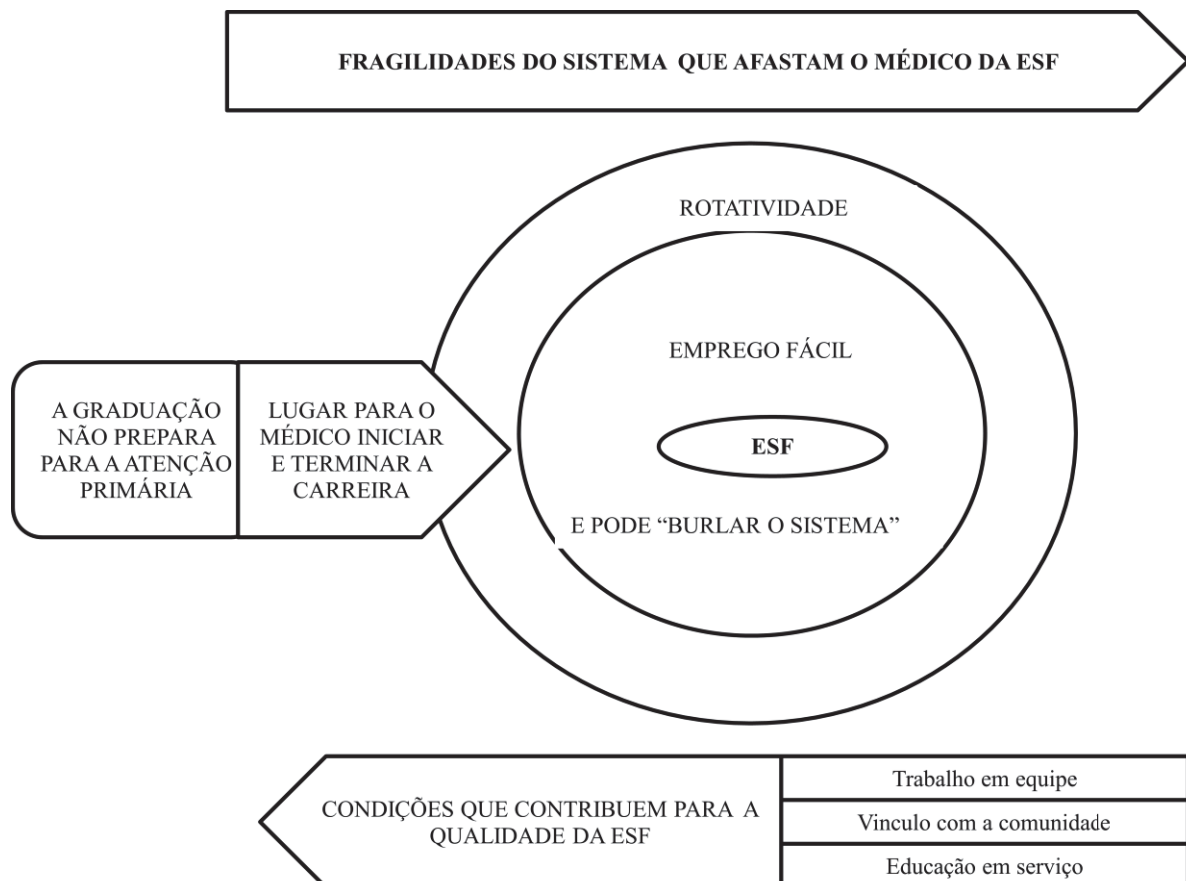 FRAGILIDADES DO SISTEMA QUE AFASTAM O MÉDICO DA ESF
ROTATIVIDADE
EMPREGO FÁCIL
ESF
E PODE “BURLAR O SISTEMA”
A GRADUAÇÃO
NÃO PREPARA
PARA A ATENÇÃO
PRIMÁRIA
LUGAR PARA O
MÉDICO INICIAR
E TERMINAR A
CARREIRA
CONDIÇÕES QUE CONTRIBUEM PARA A
QUALIDADE DA ESF
Trabalho em equipe
Vinculo com a comunidade
Educação em serviço